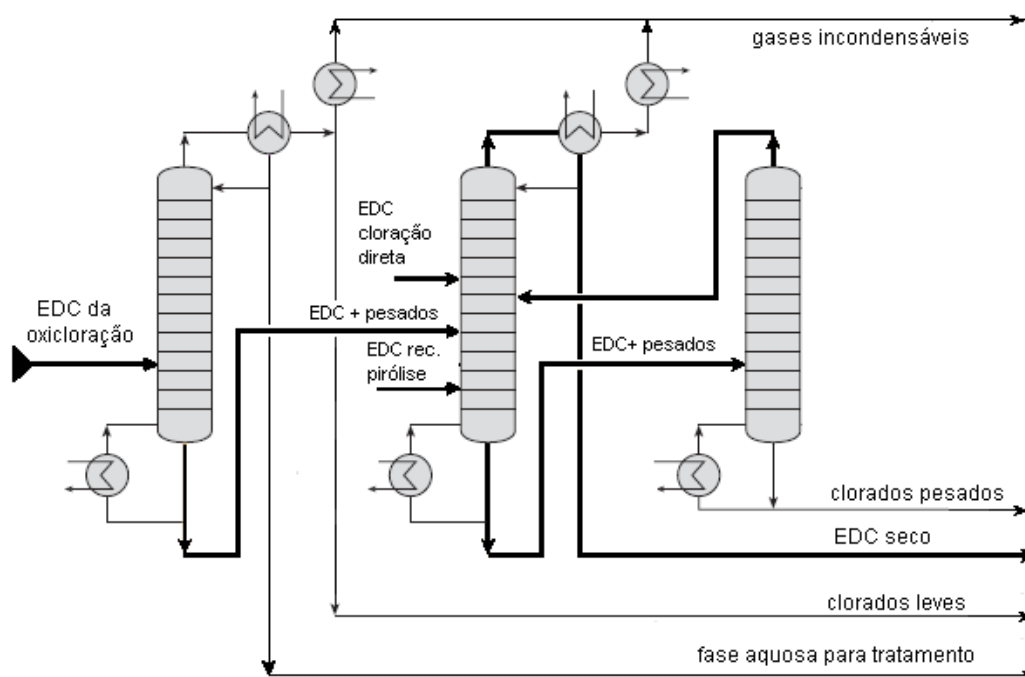 gases incondensáveis
EDC
cloração
direta
EDC da
oxicloração
EDC + pesados
EDC rec.
pirólise
EDC+ pesados
clorados pesados
EDC seco
clorados leves
fase aquosa para tratamento